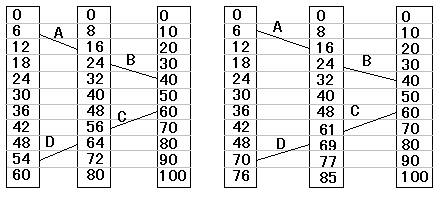 0 0 0 0 0 0
6 A 8 10 6 A 8 10
12 16 20 12 16 20
18 24 B 30 18 24 B 30
24 32 40 24 32 40
30 40 50 30 40 50
36 48 C 60 36 48 C 60
42 56 70 42 61 70
48 D 64 80 48 D 69 80
54 72 90 70 77 90
60 80 100 76 85 100